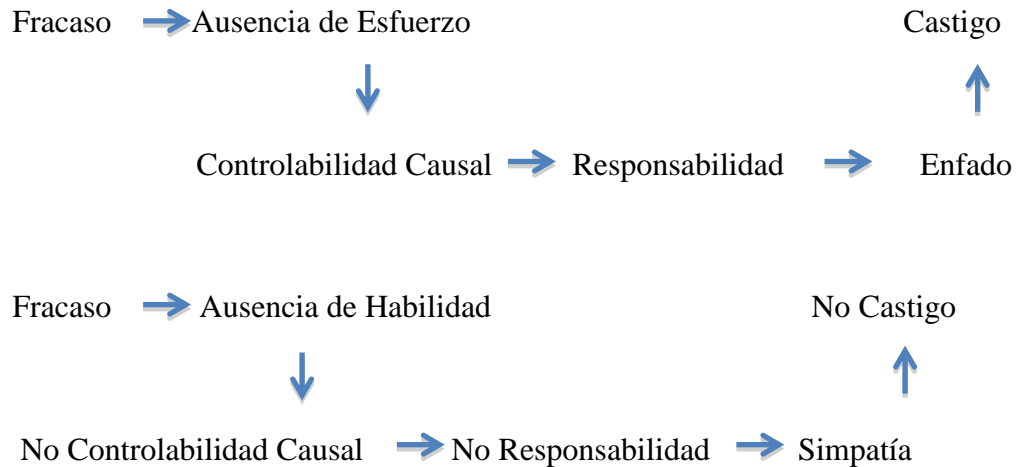 Fracaso Ausencia de Esfuerzo Castigo
Controlabilidad Causal Responsabilidad Enfado
Fracaso Ausencia de Habilidad No Castigo
No Controlabilidad Causal No Responsabilidad Simpatía